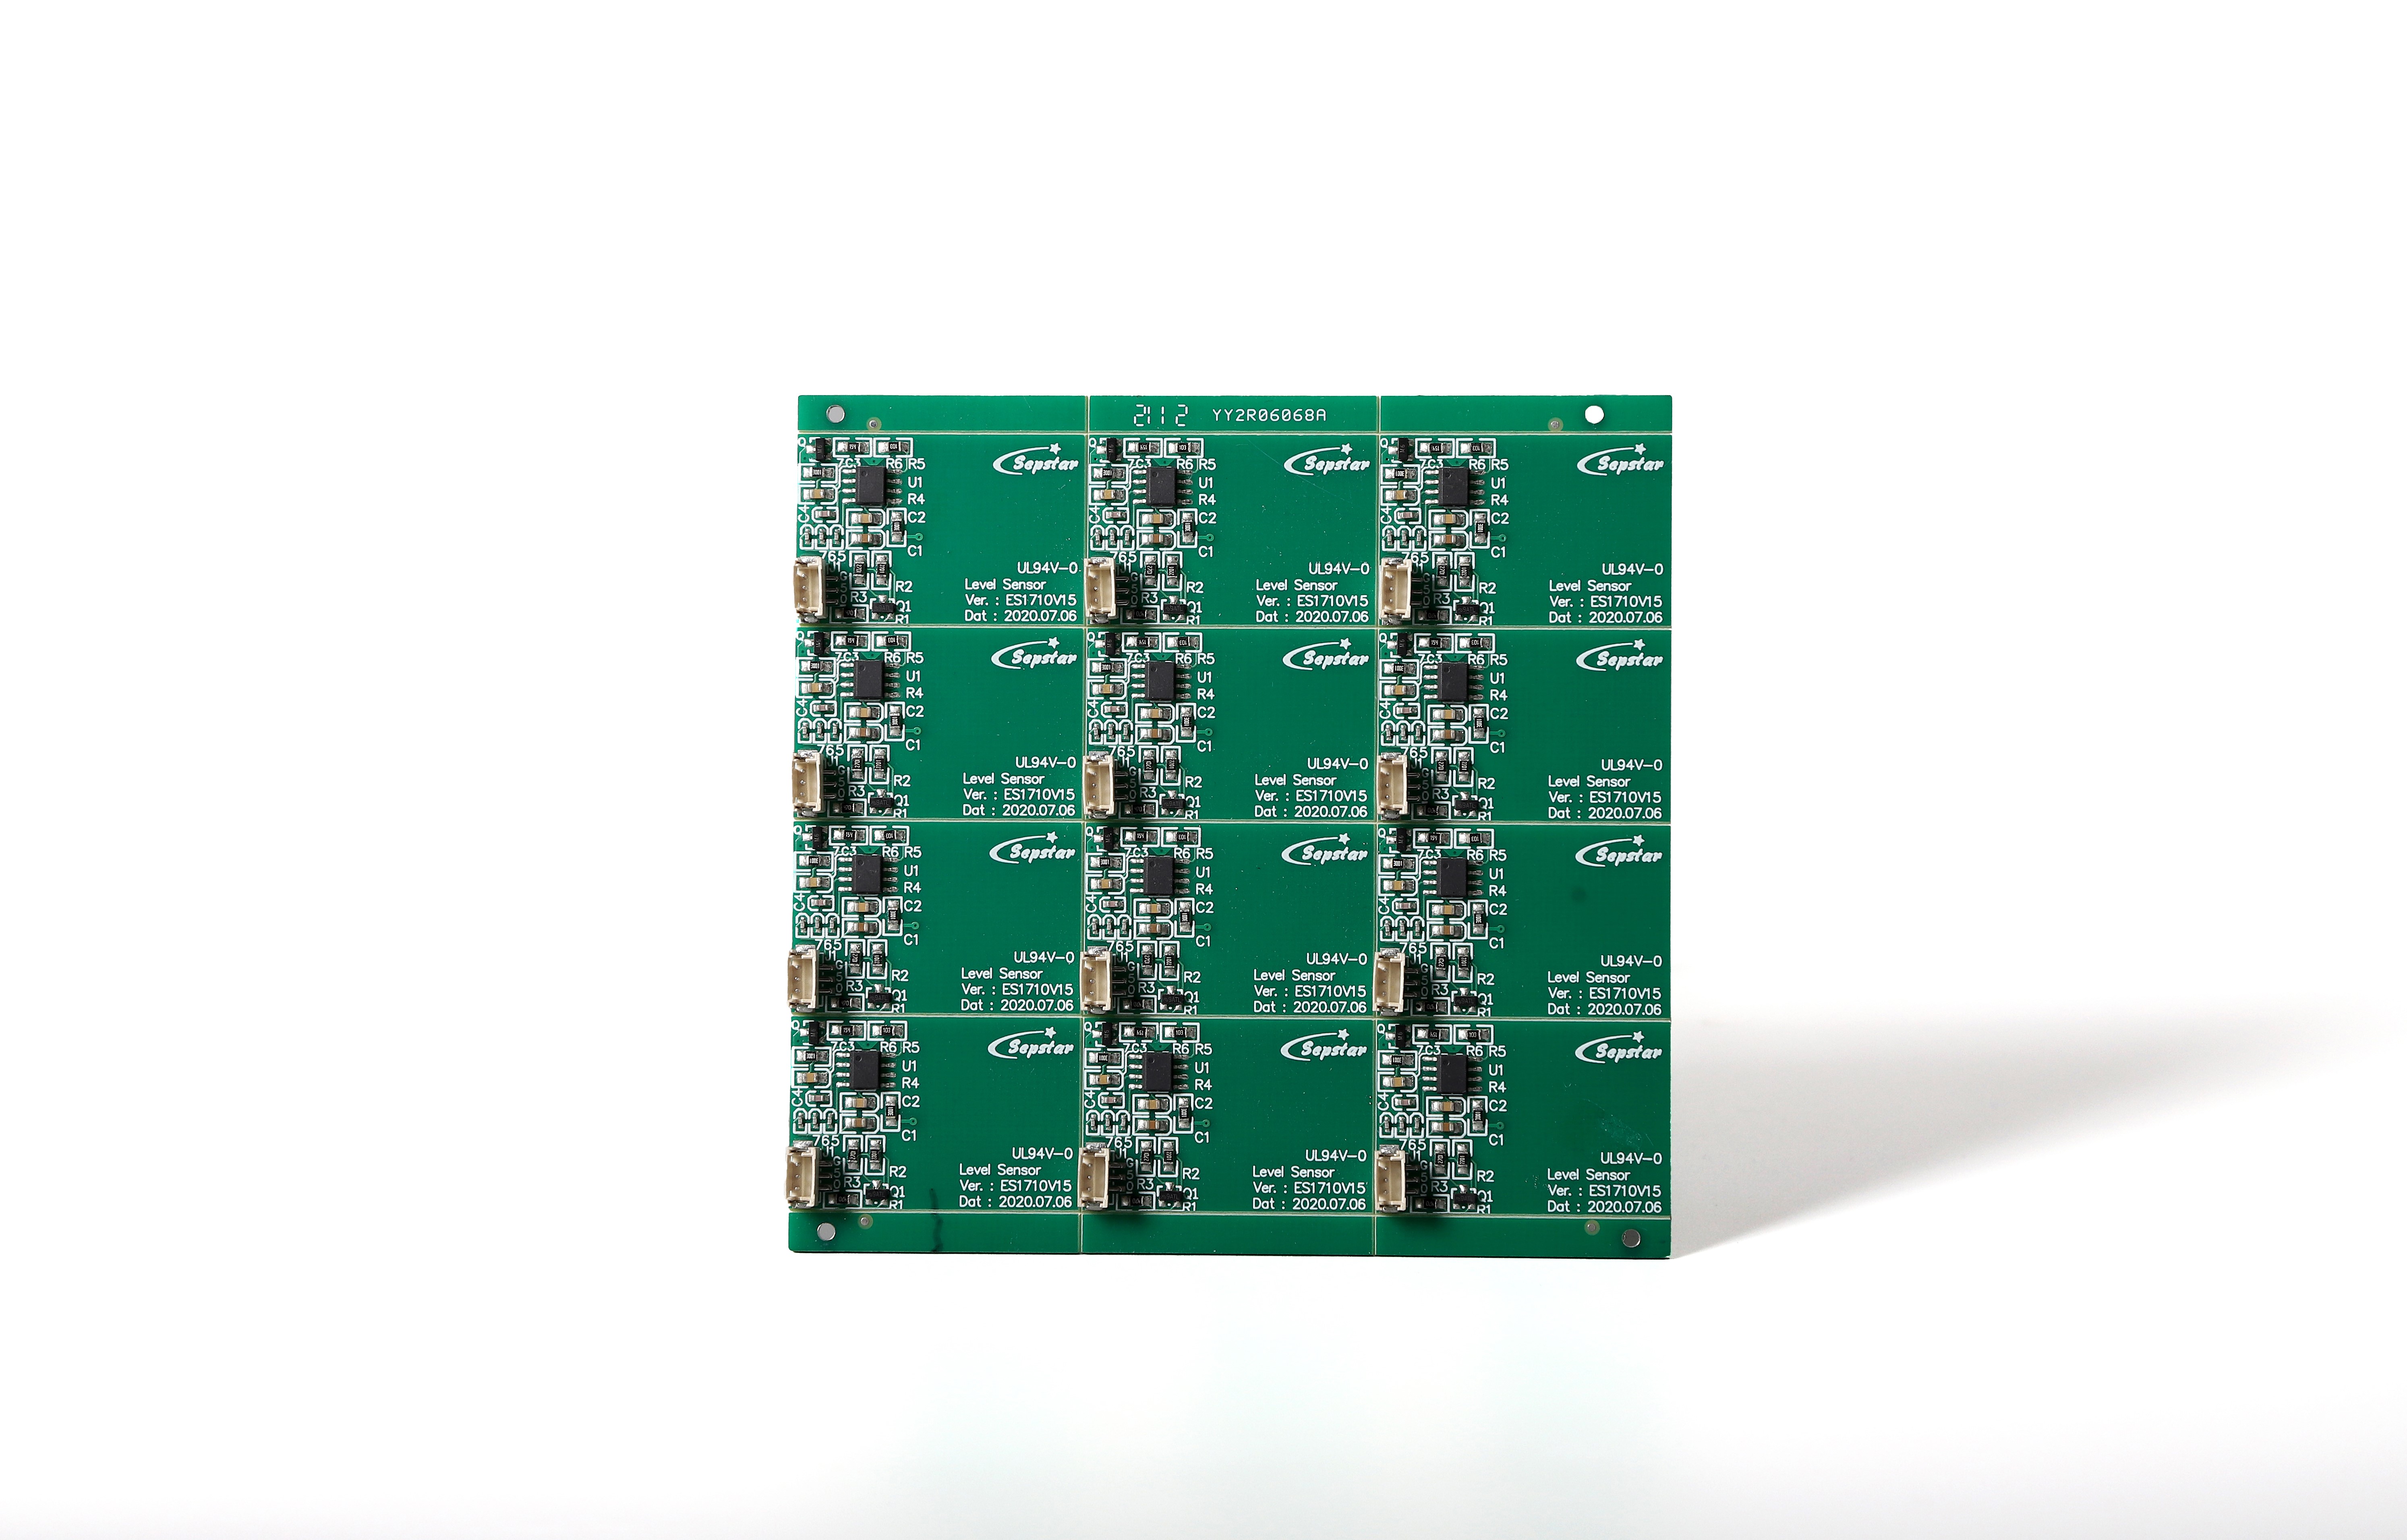 2112 YY2R06068A
Sepstar
7C3 R6 R5
U1
R4
C4 C2
C1
765
UL94V-0
Level Sensor
R2
Ver. : ES1710V15
R3 Q1
Dat : 2020.07.06
R1
Sepstar
7C3 R6 R5
U1
R4
C4 C2
C1
765
UL94V-0
Level Sensor
R2
Ver. : ES1710V15
R3 Q1
Dat : 2020.07.06
R1
Sepstar
7C3 R6 R5
U1
R4
C4 C2
C1
765
UL94V-0
Level Sensor
R2
Ver. : ES1710V15
R3 Q1
Dat : 2020.07.06
R1
Sepstar
7C3 R6 R5
U1
R4
C4 C2
C1
765
UL94V-0
Level Sensor
R2
Ver. : ES1710V15
R3 Q1
Dat : 2020.07.06
R1
Sepstar
7C3 R6 R5
U1
R4
C4 C2
C1
765
UL94V-0
Level Sensor
R2
Ver. : ES1710V15
R3 Q1
Dat : 2020.07.06
R1
Sepstar
7C3 R6 R5
U1
R4
C4 C2
C1
765
UL94V-0
Level Sensor
R2
Ver. : ES1710V15
R3 Q1
Dat : 2020.07.06
R1
Sepstar
7C3 R6 R5
U1
R4
C4 C2
C1
765
UL94V-0
Level Sensor
R2
Ver. : ES1710V15
R3 Q1
Dat : 2020.07.06
R1
Sepstar
7C3 R6 R5
U1
R4
C4 C2
C1
765
UL94V-0
Level Sensor
R2
Ver. : ES1710V15
R3 Q1
Dat : 2020.07.06
R1
Sepstar
7C3 R6 R5
U1
R4
C4 C2
C1
765
UL94V-0
Level Sensor
R2
Ver. : ES1710V15
R3 Q1
Dat : 2020.07.06
R1
Sepstar
7C3 R6 R5
U1
R4
C4 C2
C1
765
UL94V-0
Level Sensor
R2
Ver. : ES1710V15
R3 Q1
Dat : 2020.07.06
R1
Sepstar
7C3 R6 R5
U1
R4
C4 C2
C1
765
UL94V-0
Level Sensor
R2
Ver. : ES1710V15
R3 Q1
Dat : 2020.07.06
R1
Sepstar
7C3 R6 R5
U1
R4
C4 C2
C1
765
UL94V-0
Level Sensor
R2
Ver. : ES1710V15
R3 Q1
Dat : 2020.07.06
R1